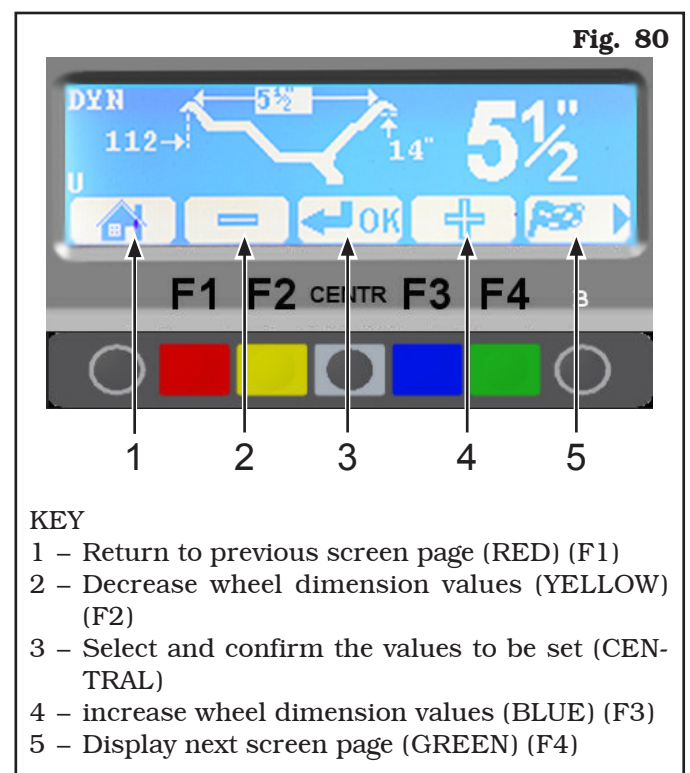 Fig. 80
DYN
5½"
112
14"
5½"
U
OK
F1 F2 CENTR F3 F4 B
1 2 3 4 5
KEY
1 – Return to previous screen page (RED) (F1)
2 – Decrease wheel dimension values (YELLOW)
(F2)
3 – Select and confirm the values to be set (CEN-
TRAL)
4 – increase wheel dimension values (BLUE) (F3)
5 – Display next screen page (GREEN) (F4)